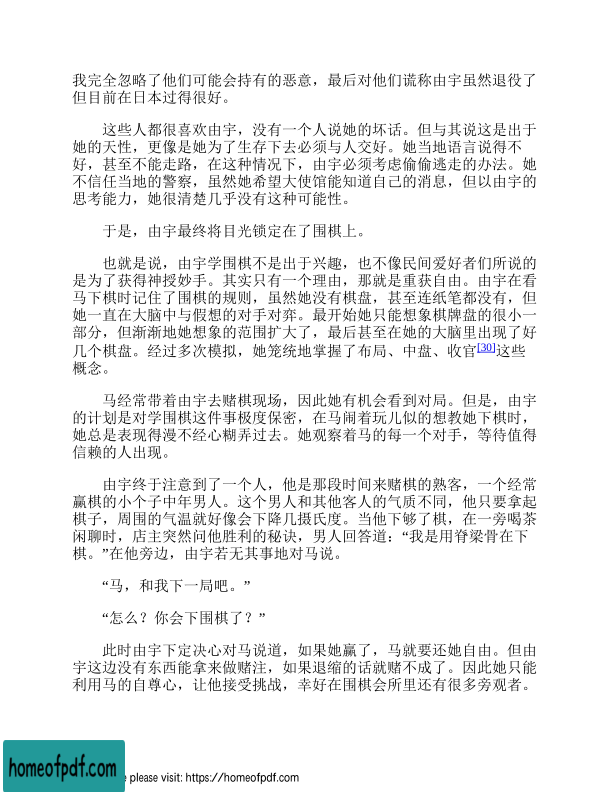 我完全忽略了他们可能会持有的恶意，最后对他们谎称由宇虽然退役了
但目前在日本过得很好。
这些人都很喜欢由宇，没有一个人说她的坏话。但与其说这是出于
她的天性，更像是她为了生存下去必须与人交好。她当地语言说得不
好，甚至不能走路，在这种情况下，由宇必须考虑偷偷逃走的办法。她
不信任当地的警察，虽然她希望大使馆能知道自己的消息，但以由宇的
思考能力，她很清楚几乎没有这种可能性。
于是，由宇最终将目光锁定在了围棋上。
也就是说，由宇学围棋不是出于兴趣，也不像民间爱好者们所说的
是为了获得神授妙手。其实只有一个理由，那就是重获自由。由宇在看
马下棋时记住了围棋的规则，虽然她没有棋盘，甚至连纸笔都没有，但
她一直在大脑中与假想的对手对弈。最开始她只能想象棋牌盘的很小一
部分，但渐渐地她想象的范围扩大了，最后甚至在她的大脑里出现了好
几个棋盘。经过多次模拟，她笼统地掌握了布局、中盘、收官[30]这些
概念。
马经常带着由宇去赌棋现场，因此她有机会看到对局。但是，由宇
的计划是对学围棋这件事极度保密，在马闹着玩儿似的想教她下棋时，
她总是表现得漫不经心糊弄过去。她观察着马的每一个对手，等待值得
信赖的人出现。
由宇终于注意到了一个人，他是那段时间来赌棋的熟客，一个经常
赢棋的小个子中年男人。这个男人和其他客人的气质不同，他只要拿起
棋子，周围的气温就好像会下降几摄氏度。当他下够了棋，在一旁喝茶
闲聊时，店主突然问他胜利的秘诀，男人回答道：“我是用脊梁骨在下
棋。”在他旁边，由宇若无其事地对马说。
“马，和我下一局吧。”
“怎么？你会下围棋了？”
此时由宇下定决心对马说道，如果她赢了，马就要还她自由。但由
宇这边没有东西能拿来做赌注，如果退缩的话就赌不成了。因此她只能
利用马的自尊心，让他接受挑战，幸好在围棋会所里还有很多旁观者。
homeofpdf.com
e please visit: https://homeofpdf.com